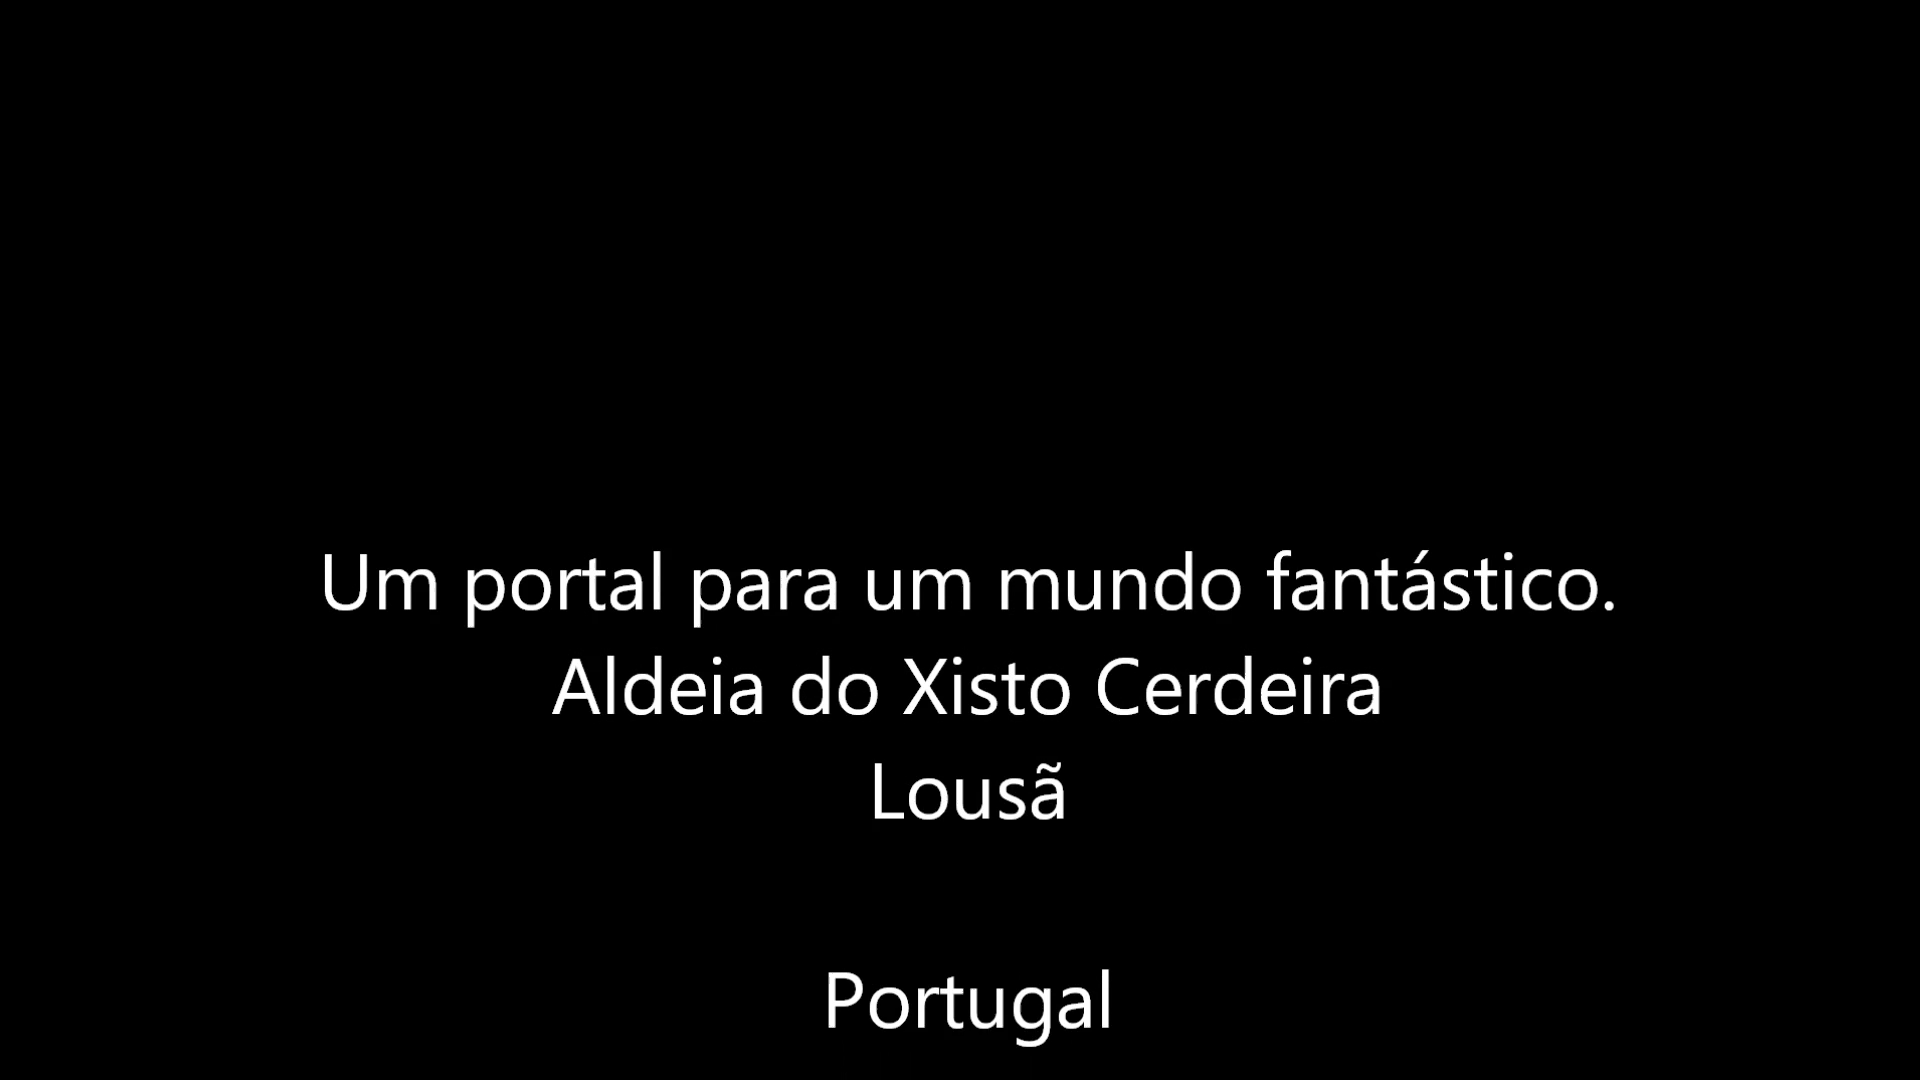 Um portal para um mundo fantástico.
Aldeia do Xisto Cerdeira
Lousã
Portugal